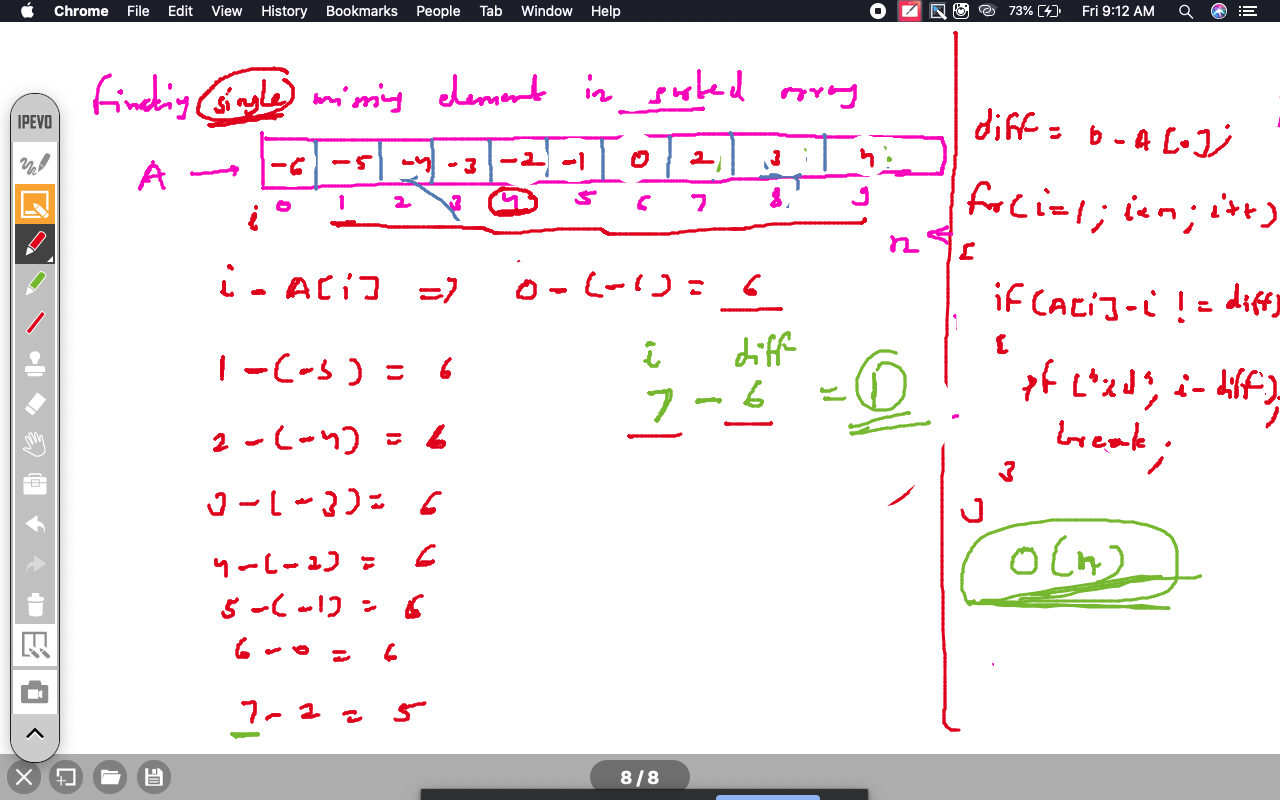 Chrome File Edit View History Bookmarks People Tab Window Help 73% Fri 9:12 AM
IPEVO
finding single missing element in sorted array
A → -6 -5 -4 -3 -2 -1 0 2 3 4
i 0 1 2 3 4 5 6 7 8 9
n
i - A[i] => 0 - (-6) = 6
1 - (-5) = 6
2 - (-4) = 6
3 - (-3) = 6
4 - (-2) = 6
5 - (-1) = 6
6 - 0 = 6
7 - 2 = 5
i diff
7 - 6 = 1
diff = 0 - A[0];
for(i=1; i<n; i++)
{
if(A[i]-i != diff)
{
pf("%d", i-diff);
break;
}
}
O(n)
8 / 8